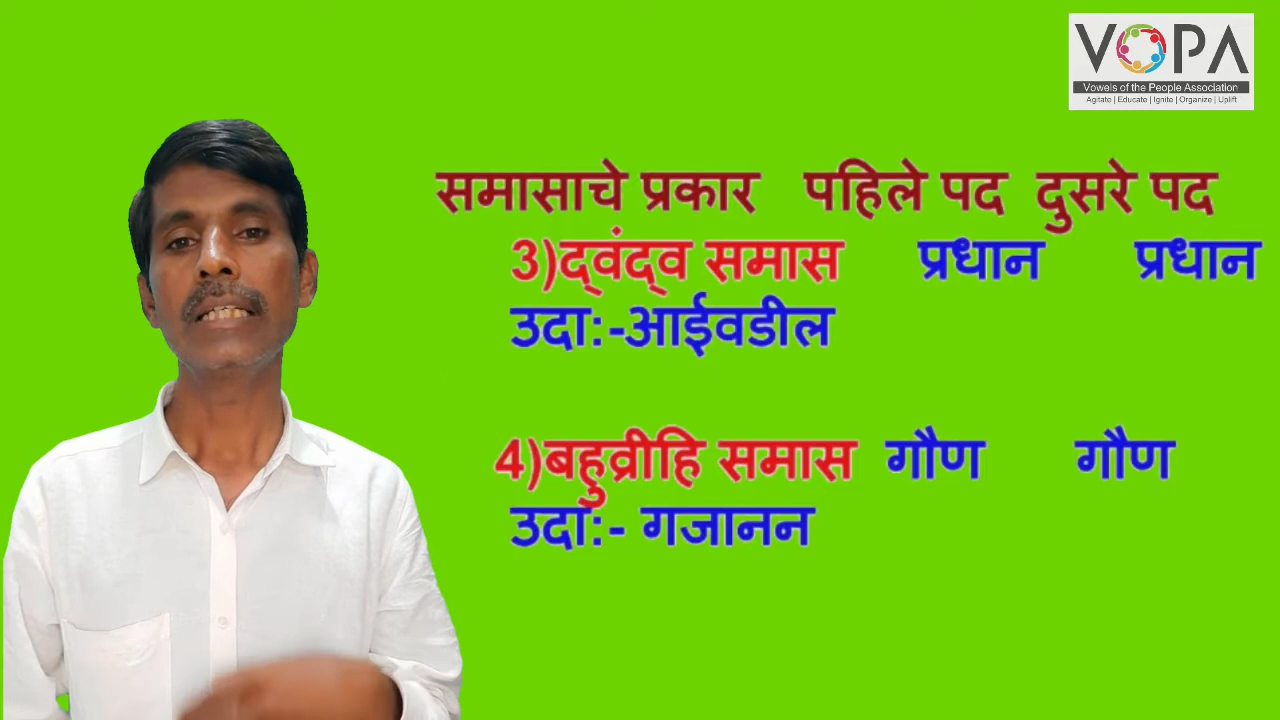 VOPA
Vowels of the People Association
Agitate | Educate | Ignite | Organize | Uplift
समासाचे प्रकार पहिले पद दुसरे पद
3)द्वंद्व समास प्रधान प्रधान
उदा:-आईवडील
4)बहुव्रीहि समास गौण गौण
उदा:- गजानन